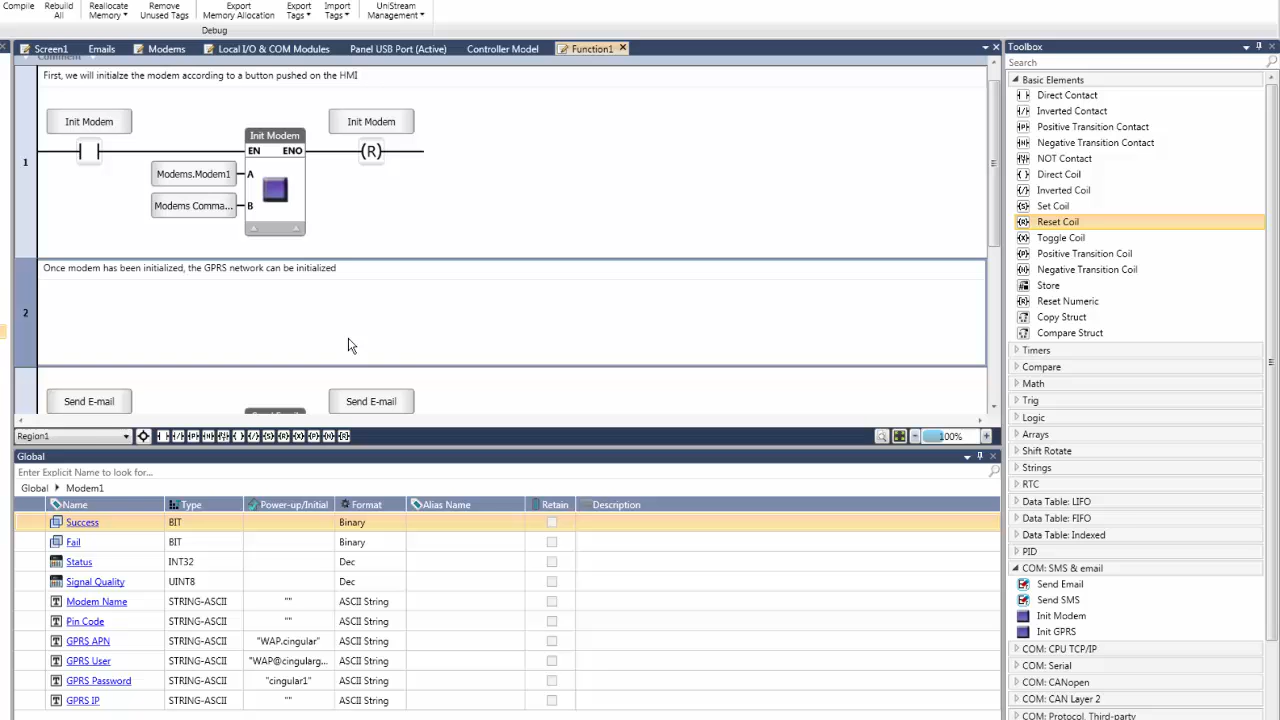 Compile Rebuild All Reallocate Memory Remove Unused Tags Export Memory Allocation Export Tags Import Tags UniStream Management
Debug
Screen1 Emails Modems Local I/O & COM Modules Panel USB Port (Active) Controller Model Function1
Comment
First, we will initialze the modem according to a button pushed on the HMI
Init Modem
Init Modem
Init Modem
EN ENO
(R)
1
Modems.Modem1 A
Modems Comma... B
Once modem has been initialized, the GPRS network can be initialized
2
Send E-mail
Send E-mail
Send Email
Region1
100%
Global
Enter Explicit Name to look for...
Global Modem1
Name Type Power-up/Initial Format Alias Name Retain Description
Success BIT Binary
Fail BIT Binary
Status INT32 Dec
Signal Quality UINT8 Dec
Modem Name STRING-ASCII "" ASCII String
Pin Code STRING-ASCII "" ASCII String
GPRS APN STRING-ASCII "WAP.cingular" ASCII String
GPRS User STRING-ASCII "WAP@cingularg... ASCII String
GPRS Password STRING-ASCII "cingular1" ASCII String
GPRS IP STRING-ASCII "" ASCII String
Toolbox
Search
Basic Elements
Direct Contact
Inverted Contact
Positive Transition Contact
Negative Transition Contact
NOT Contact
Direct Coil
Inverted Coil
Set Coil
Reset Coil
Toggle Coil
Positive Transition Coil
Negative Transition Coil
Store
Reset Numeric
Copy Struct
Compare Struct
Timers
Compare
Math
Trig
Logic
Arrays
Shift Rotate
Strings
RTC
Data Table: LIFO
Data Table: FIFO
Data Table: Indexed
PID
COM: SMS & email
Send Email
Send SMS
Init Modem
Init GPRS
COM: CPU TCP/IP
COM: Serial
COM: CANopen
COM: CAN Layer 2
COM: Protocol, Third-party